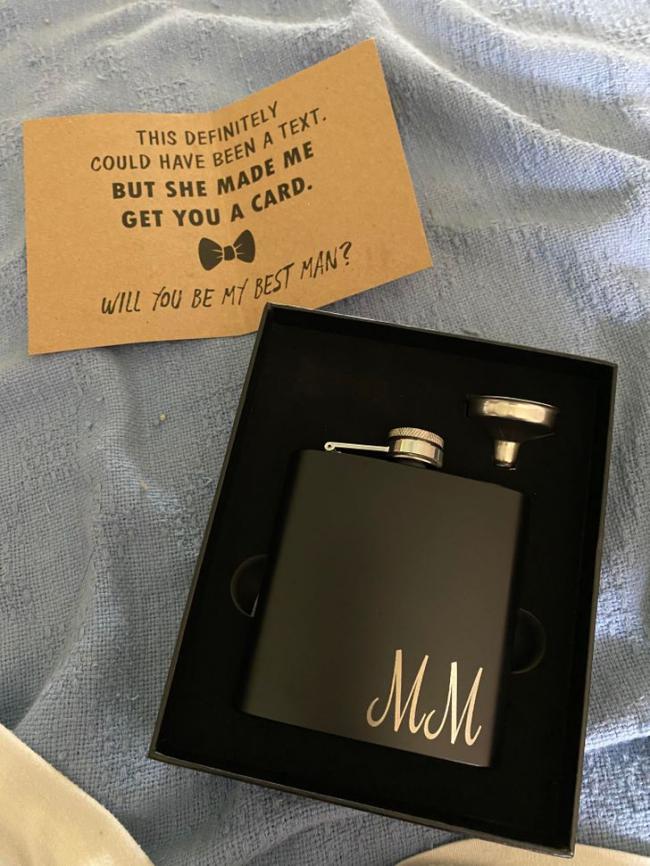 THIS DEFINITELY
COULD HAVE BEEN A TEXT.
BUT SHE MADE ME
GET YOU A CARD.
WILL YOU BE MY BEST MAN?
MM